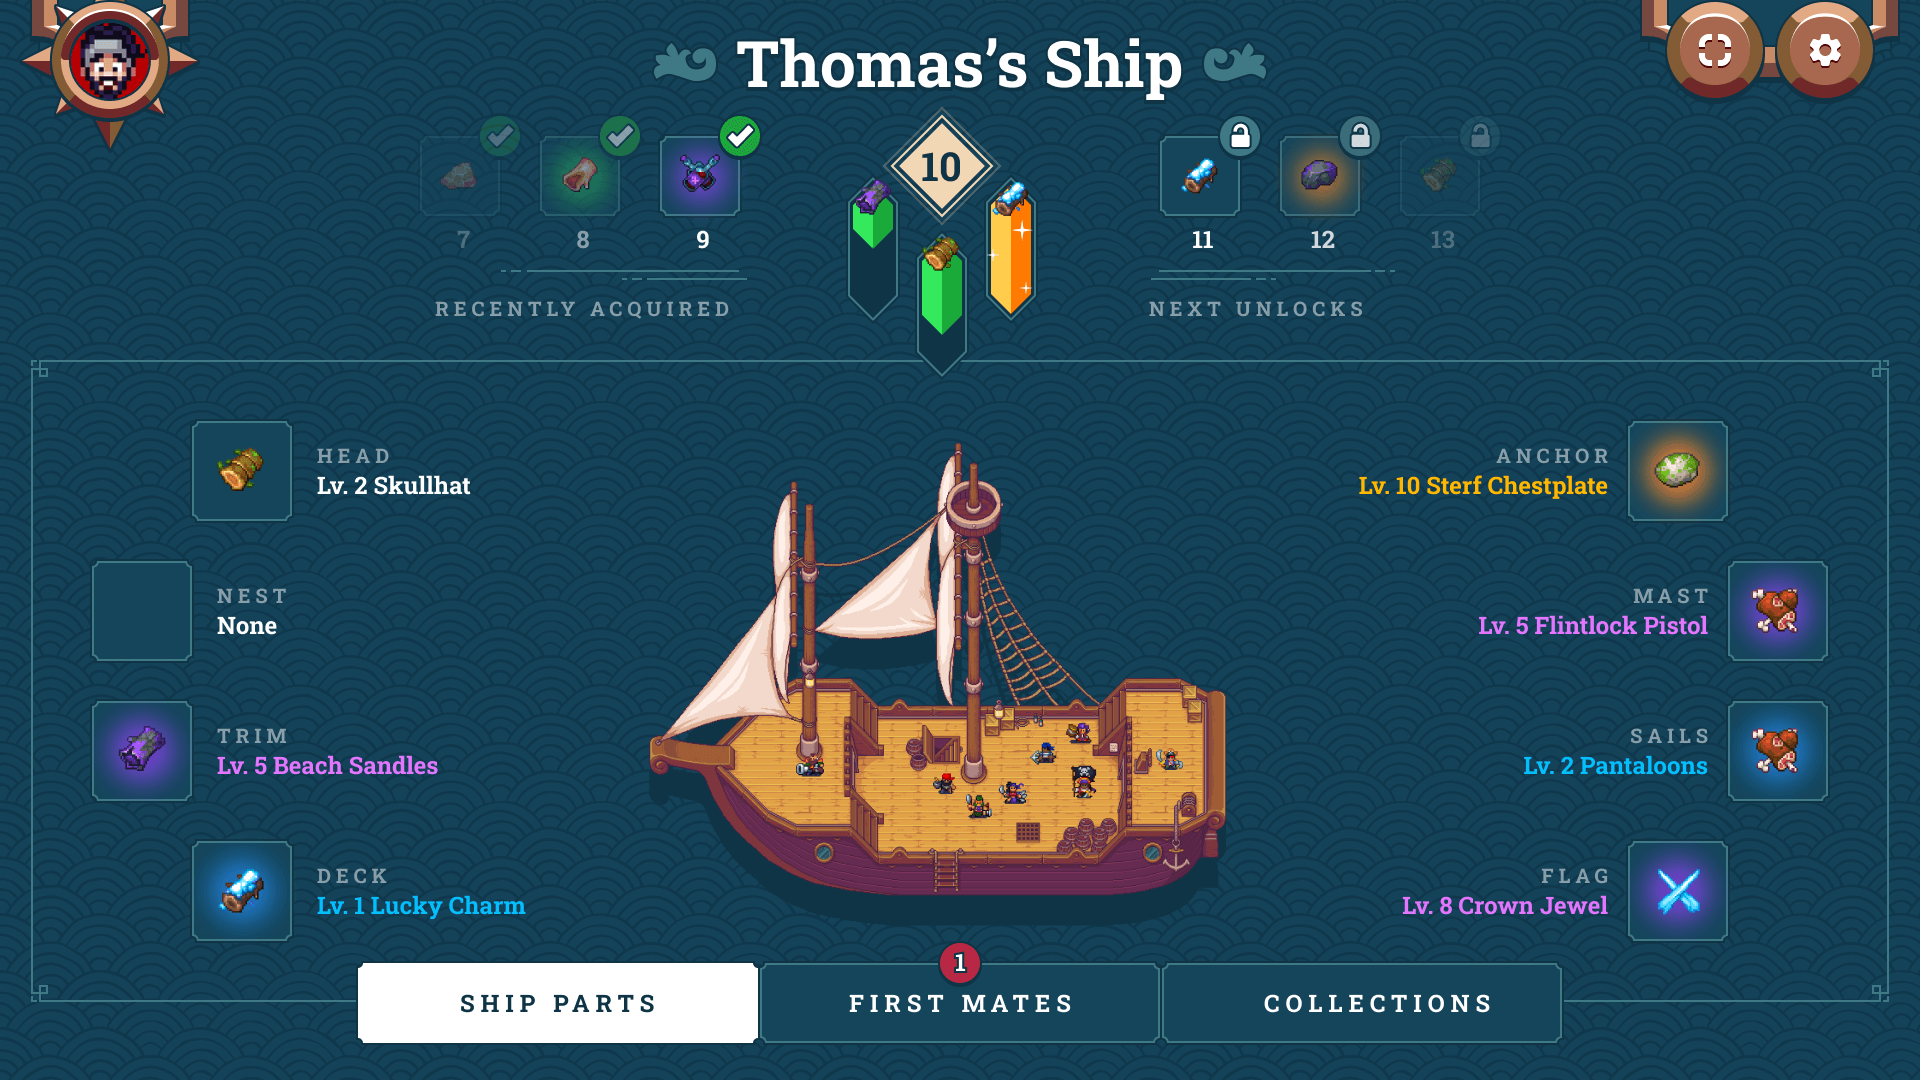 Thomas's Ship
10
7
8
9
11
12
13
RECENTLY ACQUIRED
NEXT UNLOCKS
HEAD
Lv. 2 Skullhat
ANCHOR
Lv. 10 Sterf Chestplate
NEST
None
MAST
Lv. 5 Flintlock Pistol
TRIM
Lv. 5 Beach Sandles
SAILS
Lv. 2 Pantaloons
DECK
Lv. 1 Lucky Charm
FLAG
Lv. 8 Crown Jewel
1
SHIP PARTS
FIRST MATES
COLLECTIONS